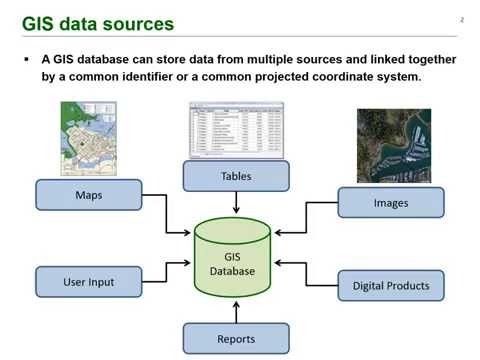 GIS data sources
2
▪ A GIS database can store data from multiple sources and linked together
by a common identifier or a common projected coordinate system.
Maps
Tables
Images
GIS
Database
User Input
Digital Products
Reports